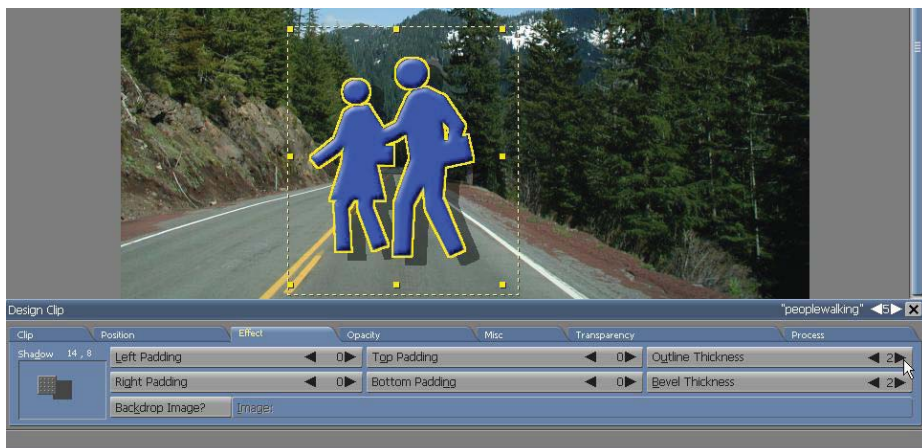 Design Clip "peoplewalking" 5
Clip Position Effect Opacity Misc Transparency Process
Shadow 14 , 8
Left Padding 0 Top Padding 0 Outline Thickness 2
Right Padding 0 Bottom Padding 0 Bevel Thickness 2
Backdrop Image? Image: